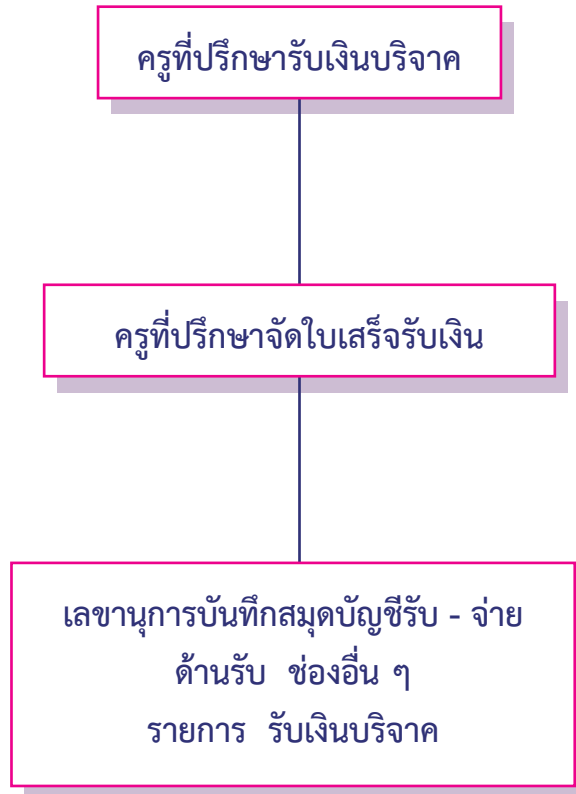 ครูที่ปรึกษารับเงินบริจาค
ครูที่ปรึกษาจัดใบเสร็จรับเงิน
เลขานุการบันทึกสมุดบัญชีรับ - จ่าย
ด้านรับ ช่องอื่น ๆ
รายการ รับเงินบริจาค